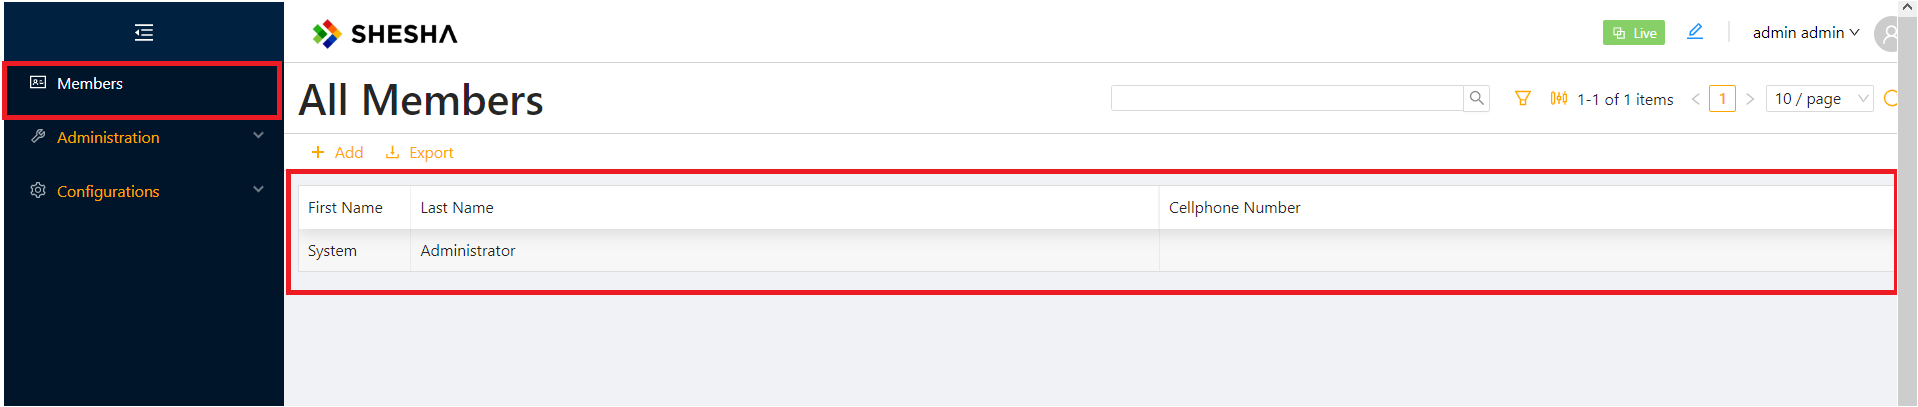 SHESHA
Live
admin admin
Members
Administration
Configurations
All Members
1-1 of 1 items
1
10 / page
Add
Export
First Name Last Name Cellphone Number
System Administrator